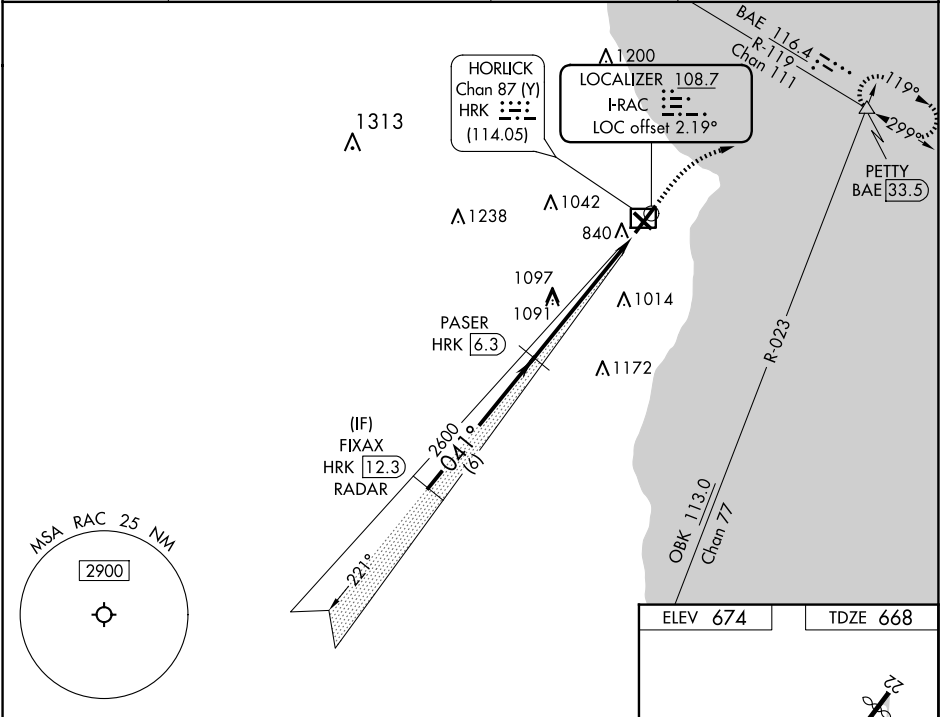 BAE 116.4
R-119
Chan 111
1200
HORLICK
Chan 87 (Y)
HRK
(114.05)
LOCALIZER 108.7
I-RAC
LOC offset 2.19°
119°
299°
1313
PETTY
BAE 33.5
1238
1042
840
1097
1091
1014
PASER
HRK 6.3
1172
R-023
(IF)
FIXAX
HRK 12.3
RADAR
2600
041°
(6)
221°
OBK 113.0
Chan 77
MSA RAC 25 NM
2900
ELEV 674
TDZE 668
22